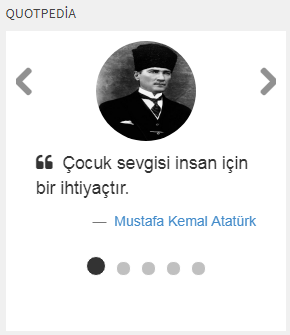 QUOTPEDİA
Çocuk sevgisi insan için
bir ihtiyaçtır.
— Mustafa Kemal Atatürk